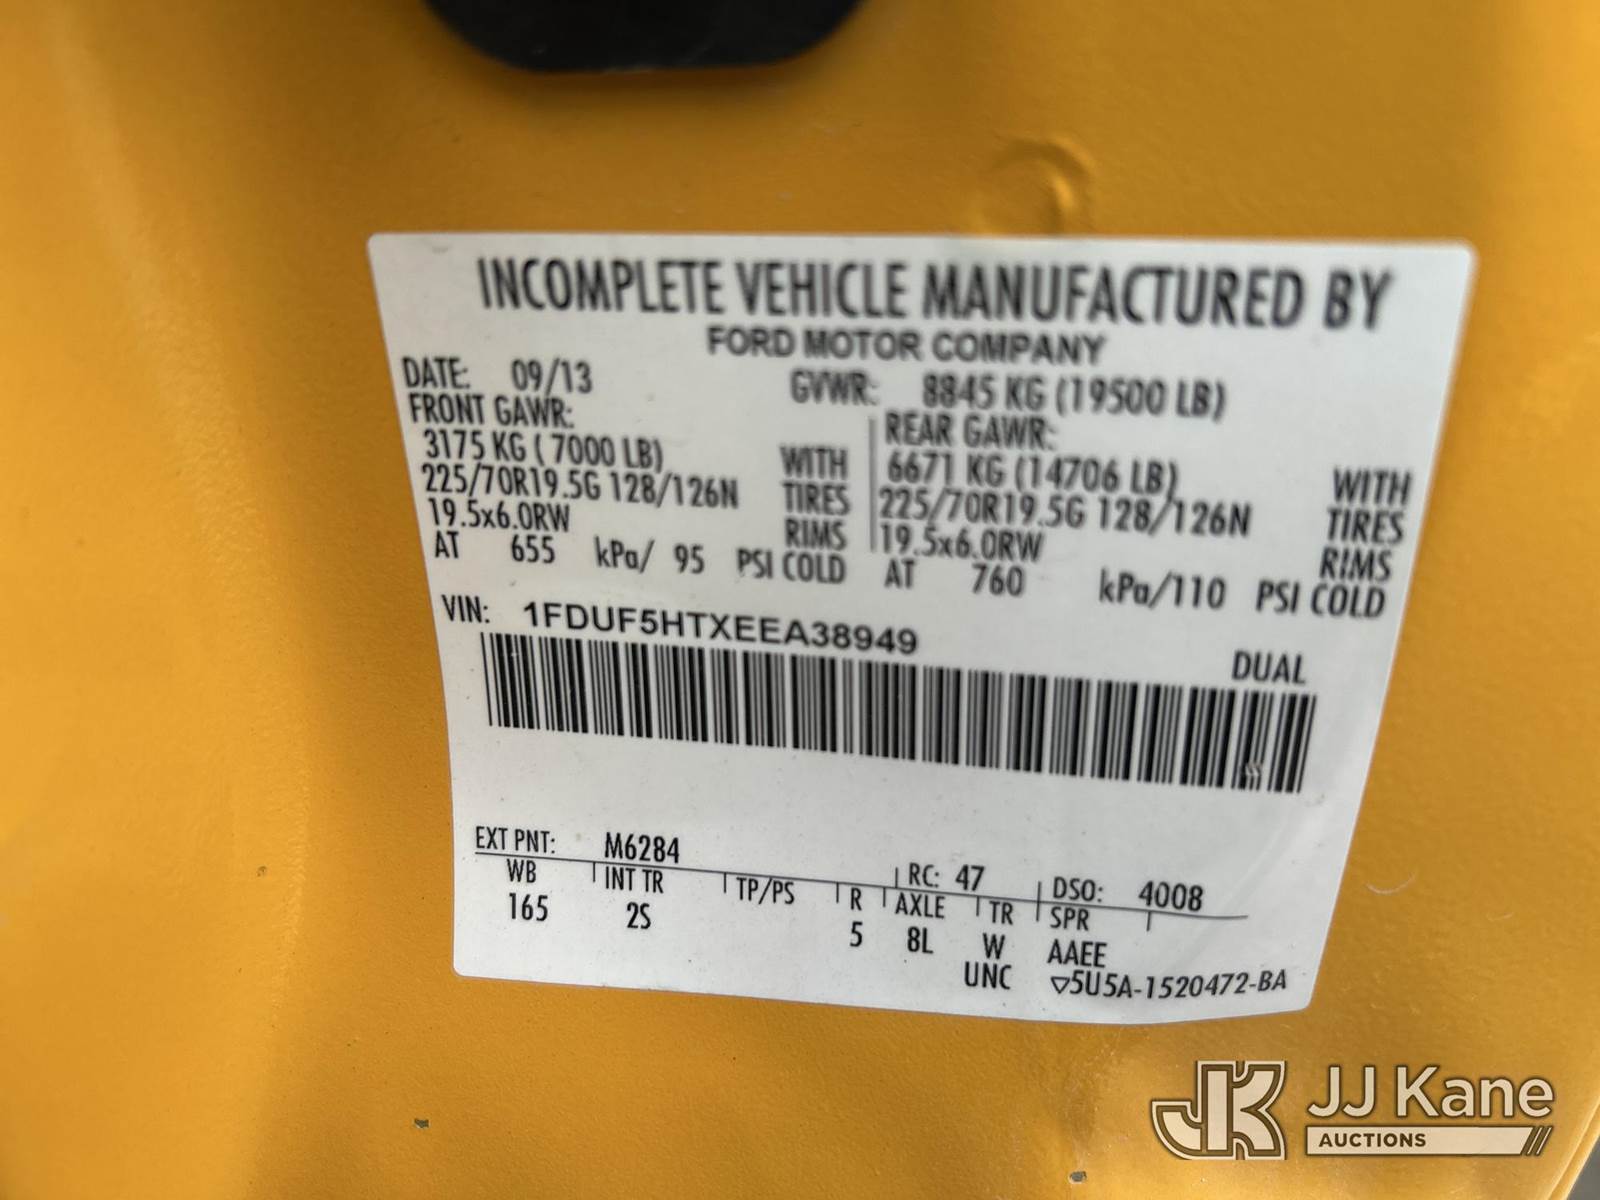 INCOMPLETE VEHICLE MANUFACTURED BY
FORD MOTOR COMPANY
DATE: 09/13 GVWR: 8845 KG (19500 LB)
FRONT GAWR: REAR GAWR:
3175 KG ( 7000 LB) WITH 6671 KG (14706 LB) WITH
225/70R19.5G 128/126N TIRES 225/70R19.5G 128/126N TIRES
19.5x6.0RW RIMS 19.5x6.0RW RIMS
AT 655 kPa/ 95 PSI COLD AT 760 kPa/110 PSI COLD
VIN: 1FDUF5HTXEEA38949
DUAL
EXT PNT: M6284 RC: 47 DSO: 4008
WB INT TR TP/PS R AXLE TR SPR
165 2S 5 8L W AAEE
UNC ▽5U5A-1520472-BA
JK JJ Kane
AUCTIONS